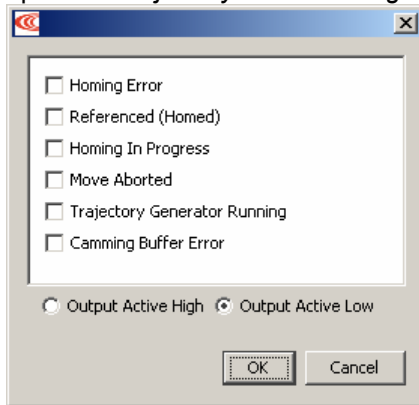 Homing Error
Referenced (Homed)
Homing In Progress
Move Aborted
Trajectory Generator Running
Camming Buffer Error
Output Active High Output Active Low
OK Cancel